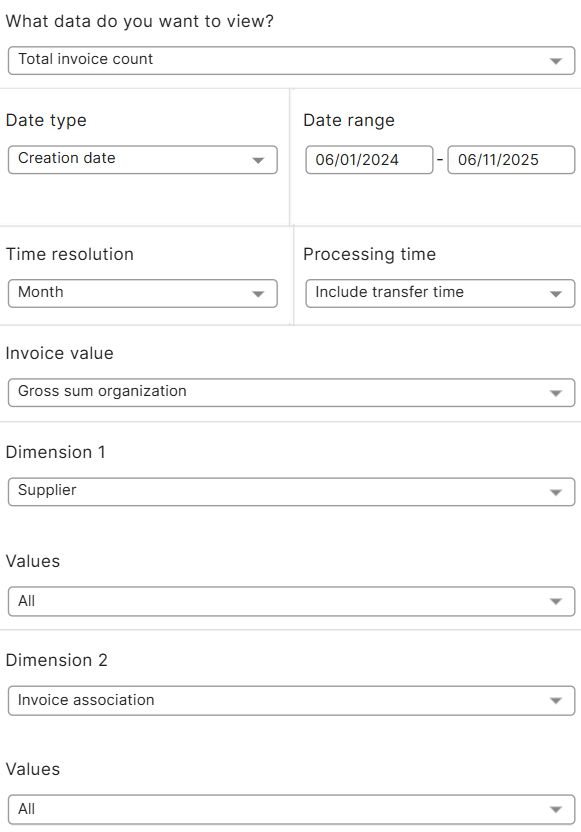 What data do you want to view?
Total invoice count
Date type
Date range
Creation date
06/01/2024 - 06/11/2025
Time resolution
Processing time
Month
Include transfer time
Invoice value
Gross sum organization
Dimension 1
Supplier
Values
All
Dimension 2
Invoice association
Values
All